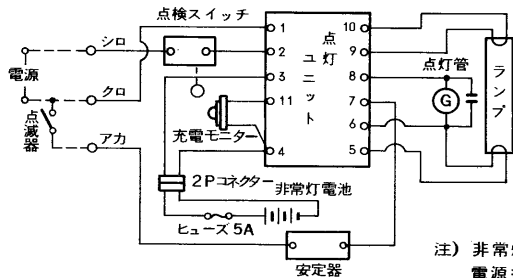 点検スイッチ
シロ
電源
クロ
点滅器
アカ
1
2
3
11
4
点灯ユニット
10
9
8
7
6
5
点灯管
G
ランプ
充電モニター
2Pコネクター
非常灯電池
ヒューズ5A
安定器
注) 非常
電源